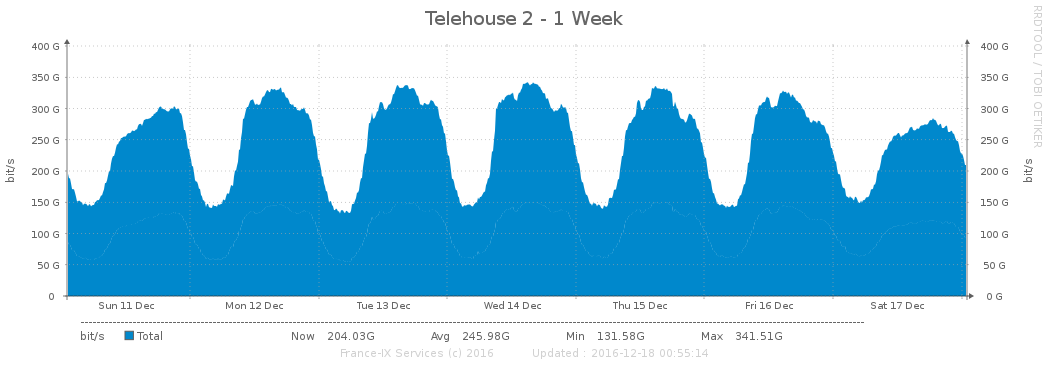 Telehouse 2 - 1 Week
RRDTOOL / TOBI OETIKER
bit/s
400 G 400 G
350 G 350 G
300 G 300 G
250 G 250 G
200 G 200 G
150 G 150 G
100 G 100 G
50 G 50 G
0 0 G
bit/s
Sun 11 Dec Mon 12 Dec Tue 13 Dec Wed 14 Dec Thu 15 Dec Fri 16 Dec Sat 17 Dec
bit/s Total Now 204.03G Avg 245.98G Min 131.58G Max 341.51G
France-IX Services (c) 2016 Updated : 2016-12-18 00:55:14